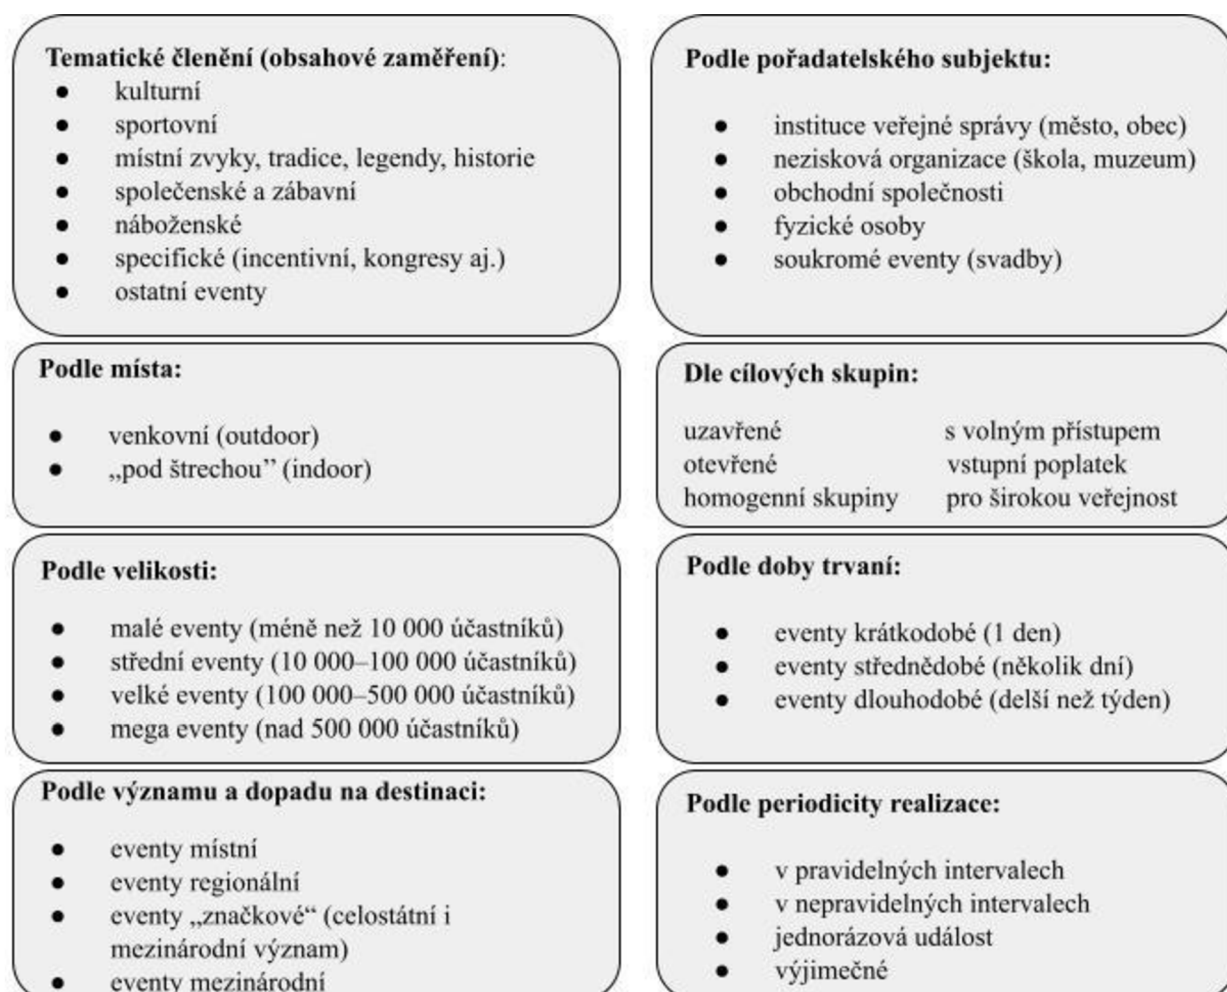 Tematické členění (obsahové zaměření):
● kulturní
● sportovní
● místní zvyky, tradice, legendy, historie
● společenské a zábavní
● náboženské
● specifické (incentivní, kongresy aj.)
● ostatní eventy
Podle pořadatelského subjektu:
● instituce veřejné správy (město, obec)
● nezisková organizace (škola, muzeum)
● obchodní společnosti
● fyzické osoby
● soukromé eventy (svadby)
Podle místa:
● venkovní (outdoor)
● „pod štrechou” (indoor)
Dle cílových skupin:
uzavřené s volným přístupem
otevřené vstupní poplatek
homogenní skupiny pro širokou veřejnost
Podle velikosti:
● malé eventy (méně než 10 000 účastníků)
● střední eventy (10 000–100 000 účastníků)
● velké eventy (100 000–500 000 účastníků)
● mega eventy (nad 500 000 účastníků)
Podle doby trvaní:
● eventy krátkodobé (1 den)
● eventy střednědobé (několik dní)
● eventy dlouhodobé (delší než týden)
Podle významu a dopadu na destinaci:
● eventy místní
● eventy regionální
● eventy „značkové“ (celostátní i
mezinárodní význam)
● eventy mezinárodní
Podle periodicity realizace:
● v pravidelných intervalech
● v nepravidelných intervalech
● jednorázová událost
● výjimečné